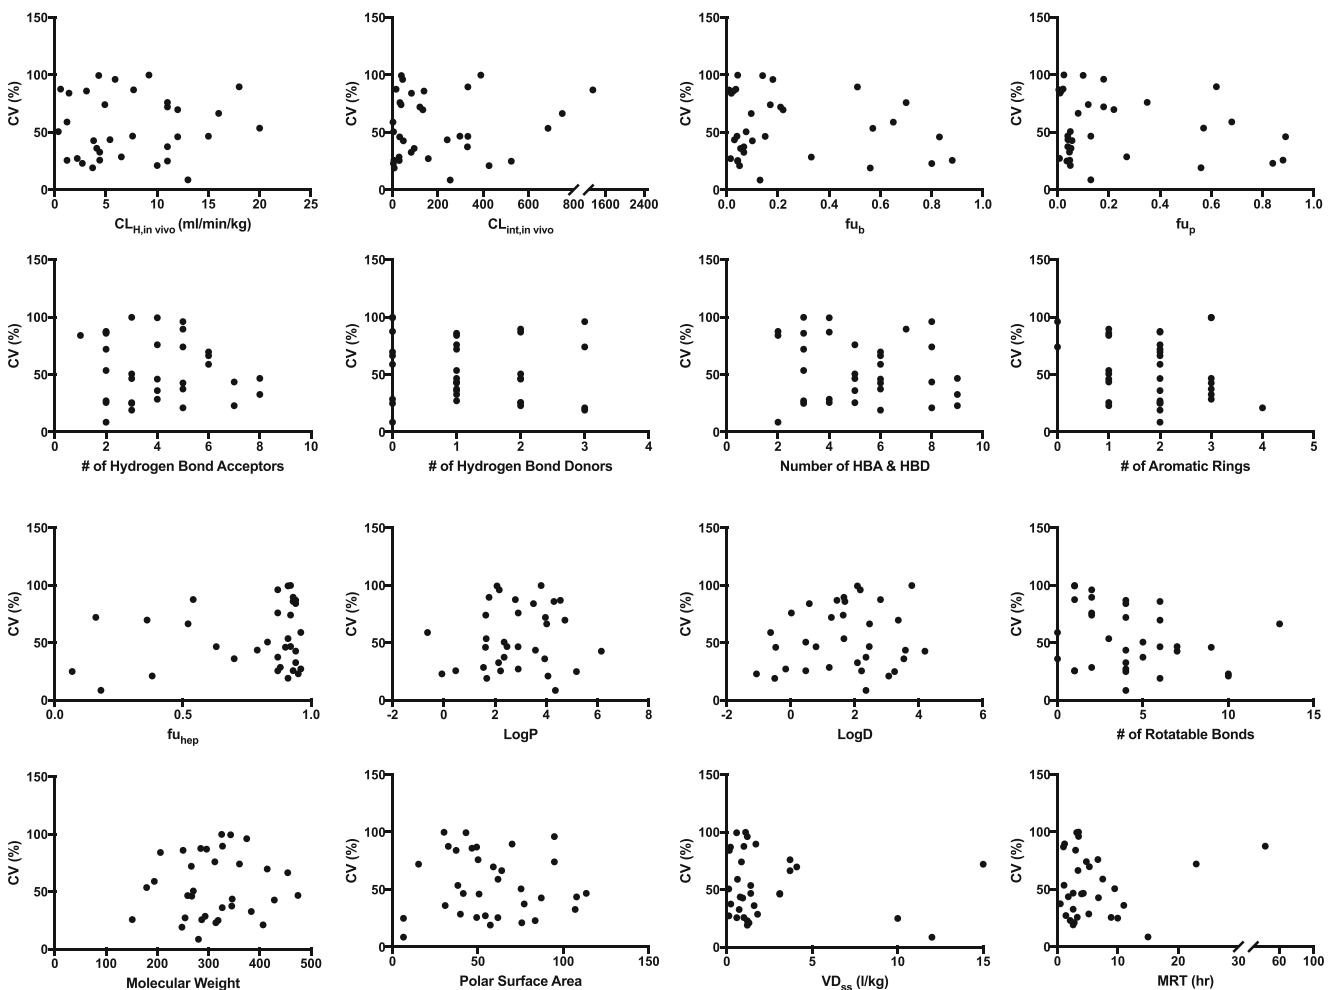 150 150 150 150
100 100 100 100
50 50 50 50
0 0 0 0
CV (%) CV (%) CV (%) CV (%)
0 5 10 15 20 25 0 200 400 600 800 1600 2400 0.0 0.2 0.4 0.6 0.8 1.0 0.0 0.2 0.4 0.6 0.8 1.0
CLH,in vivo (ml/min/kg) CLint,in vivo fub fup
150 150 150 150
100 100 100 100
50 50 50 50
0 0 0 0
CV (%) CV (%) CV (%) CV (%)
0 2 4 6 8 10 0 1 2 3 4 0 2 4 6 8 10 0 1 2 3 4 5
# of Hydrogen Bond Acceptors # of Hydrogen Bond Donors Number of HBA & HBD # of Aromatic Rings
150 150 150 150
100 100 100 100
50 50 50 50
0 0 0 0
CV (%) CV (%) CV (%) CV (%)
0.0 0.5 1.0 -2 0 2 4 6 8 -2 0 2 4 6 0 5 10 15
fuhep LogP LogD # of Rotatable Bonds
150 150 150 150
100 100 100 100
50 50 50 50
0 0 0 0
CV (%) CV (%) CV (%) CV (%)
0 100 200 300 400 500 0 50 100 150 0 5 10 15 0 10 20 30 60 100
Molecular Weight Polar Surface Area VDss (l/kg) MRT (hr)